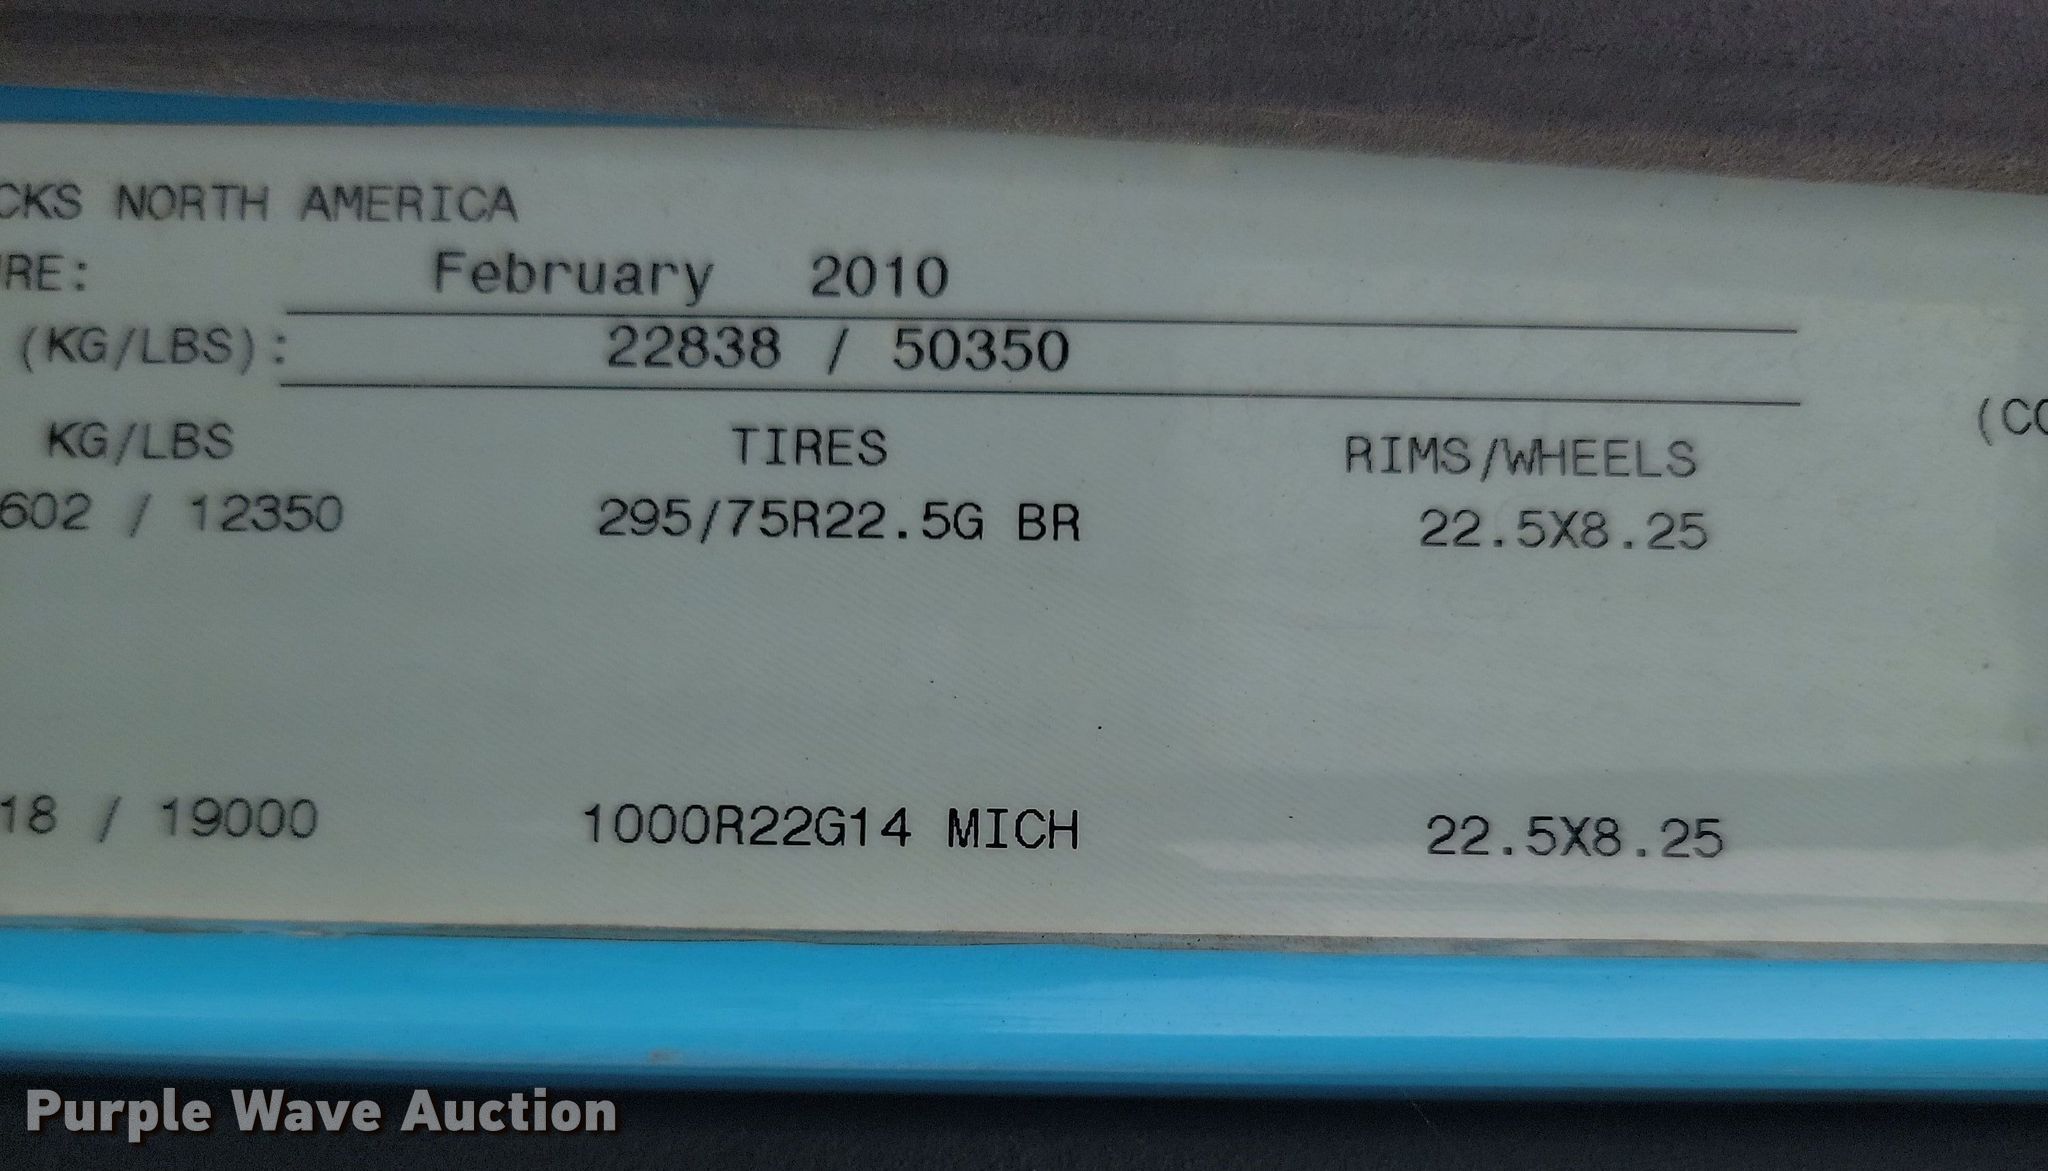 CKS NORTH AMERICA
RE: February 2010
(KG/LBS): 22838 / 50350
(CO
KG/LBS TIRES RIMS/WHEELS
602 / 12350 295/75R22.5G BR 22.5X8.25
18 / 19000 1000R22G14 MICH 22.5X8.25
Purple Wave Auction